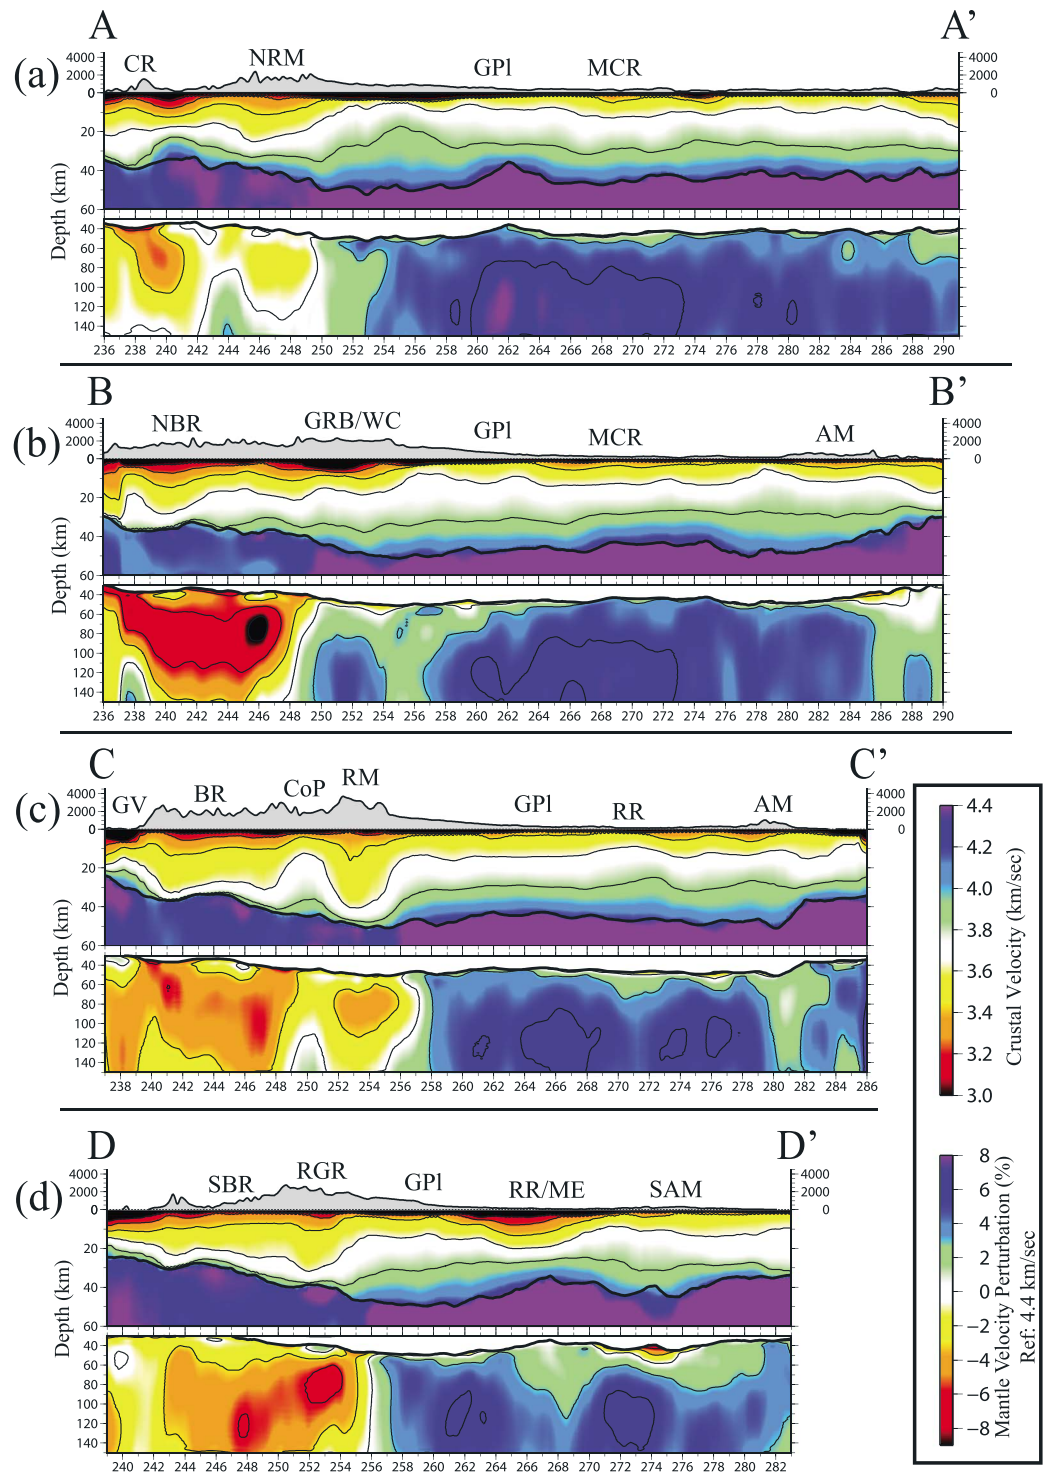 A A’
(a)
CR NRM GPl MCR
4000 4000
2000 2000
0 0
20
40
60
Depth (km)
40
60
80
100
120
140
236 238 240 242 244 246 248 250 252 254 256 258 260 262 264 266 268 270 272 274 276 278 280 282 284 286 288 290
B B’
(b)
NBR GRB/WC GPl MCR AM
4000 4000
2000 2000
0 0
20
40
60
Depth (km)
40
60
80
100
120
140
236 238 240 242 244 246 248 250 252 254 256 258 260 262 264 266 268 270 272 274 276 278 280 282 284 286 288 290
C C’
(c)
GV BR CoP RM GPl RR AM
4000 4000
2000 2000
0 0
20
40
60
Depth (km)
40
60
80
100
120
140
238 240 242 244 246 248 250 252 254 256 258 260 262 264 266 268 270 272 274 276 278 280 282 284 286
D D’
(d)
SBR RGR GPl RR/ME SAM
4000 4000
2000 2000
0 0
20
40
60
Depth (km)
40
60
80
100
120
140
240 242 244 246 248 250 252 254 256 258 260 262 264 266 268 270 272 274 276 278 280 282
4.4
4.2
4.0
3.8
3.6
3.4
3.2
3.0
Crustal Velocity (km/sec)
8
6
4
2
0
−2
−4
−6
−8
Mantle Velocity Perturbation (%)
Ref: 4.4 km/sec